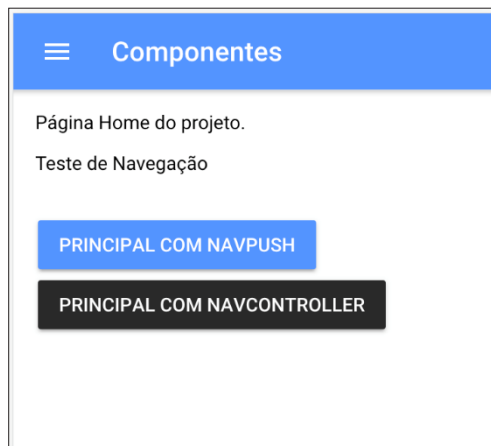 Componentes
Página Home do projeto.
Teste de Navegação
PRINCIPAL COM NAVPUSH
PRINCIPAL COM NAVCONTROLLER